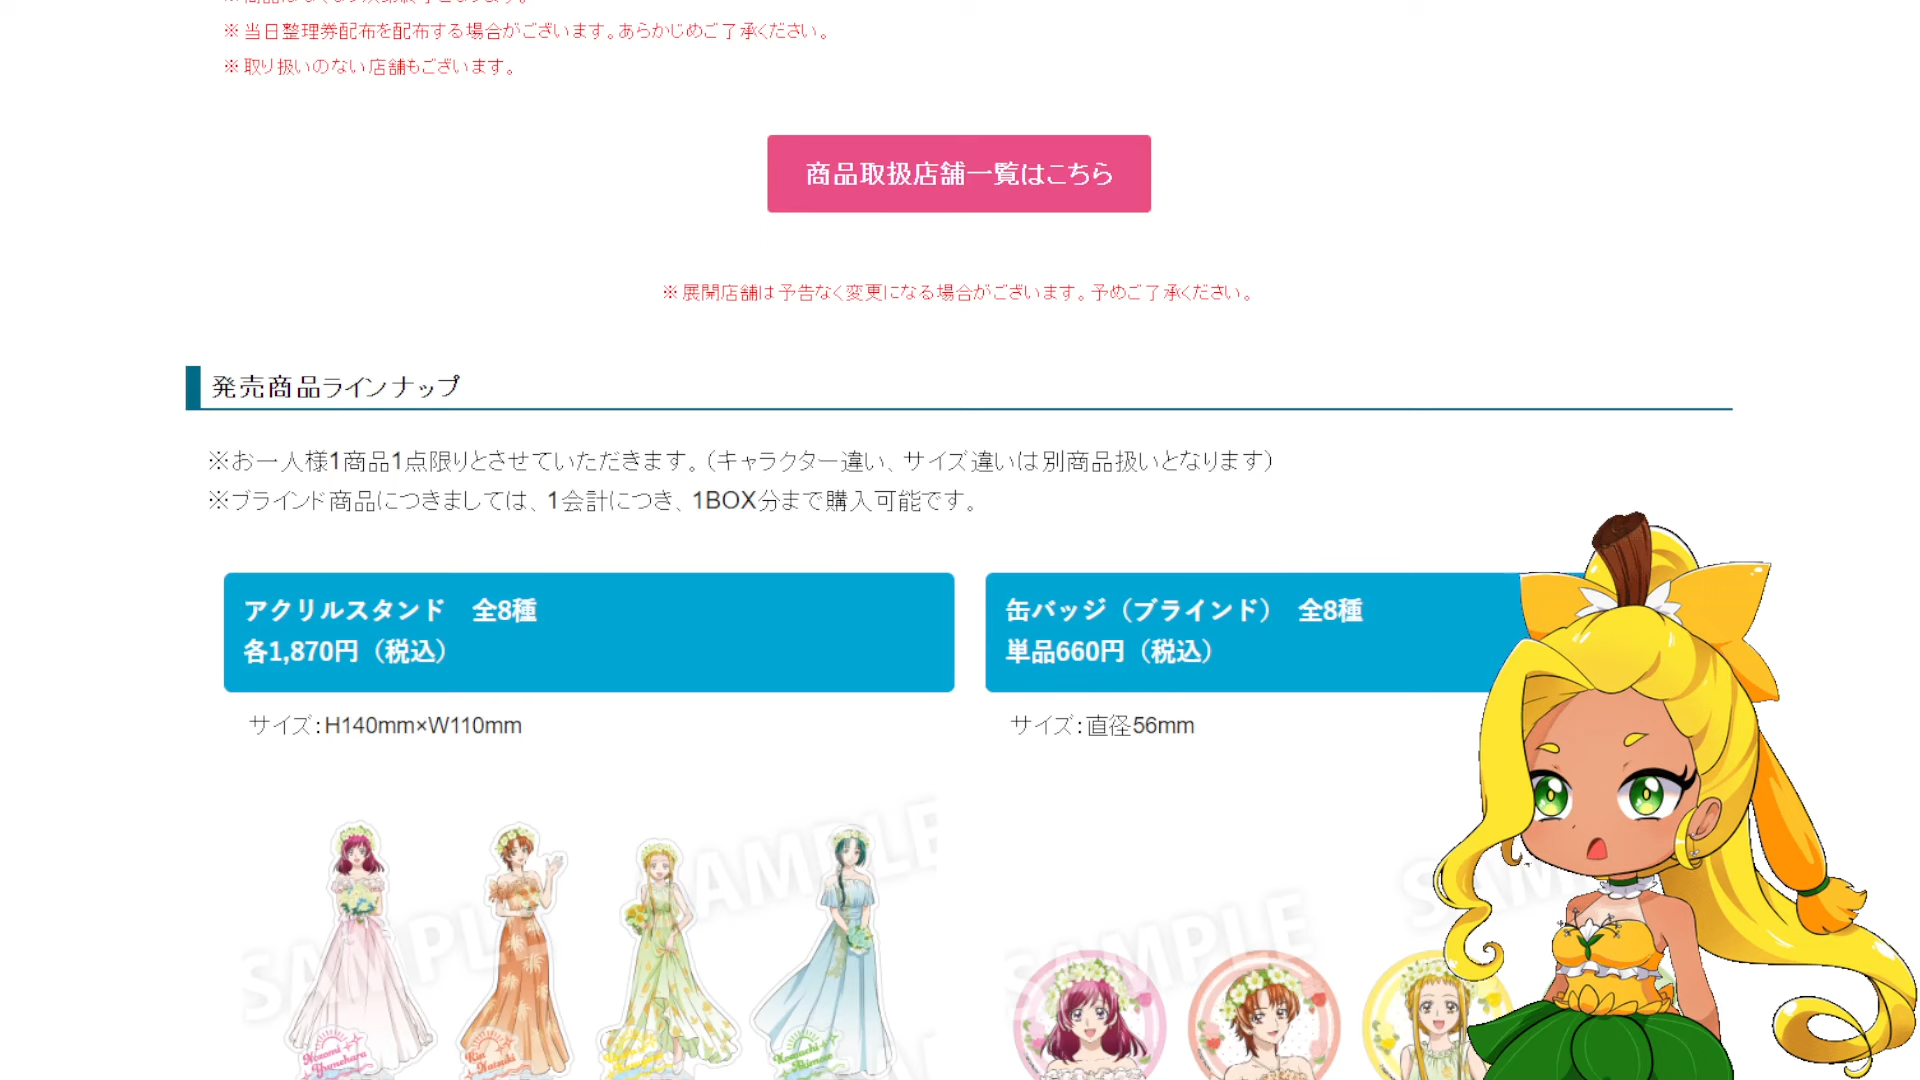 ※当日整理券配布を配布する場合がございます。あらかじめご了承ください。
※取り扱いのない店舗もございます。
商品取扱店舗一覧はこちら
※展開店舗は予告なく変更になる場合がございます。予めご了承ください。
発売商品ラインナップ
※お一人様1商品1点限りとさせていただきます。（キャラクター違い、サイズ違いは別商品扱いとなります）
※ブラインド商品につきましては、1会計につき、1BOX分まで購入可能です。
アクリルスタンド　全8種
各1,870円（税込）
缶バッジ（ブラインド）　全8種
単品660円（税込）
サイズ：H140mm×W110mm
サイズ：直径56mm
SAMPLE
SAMPLE
SAMPLE
Nozomi
Yumehara
Rin
Natsuki
Komachi
Akimoto